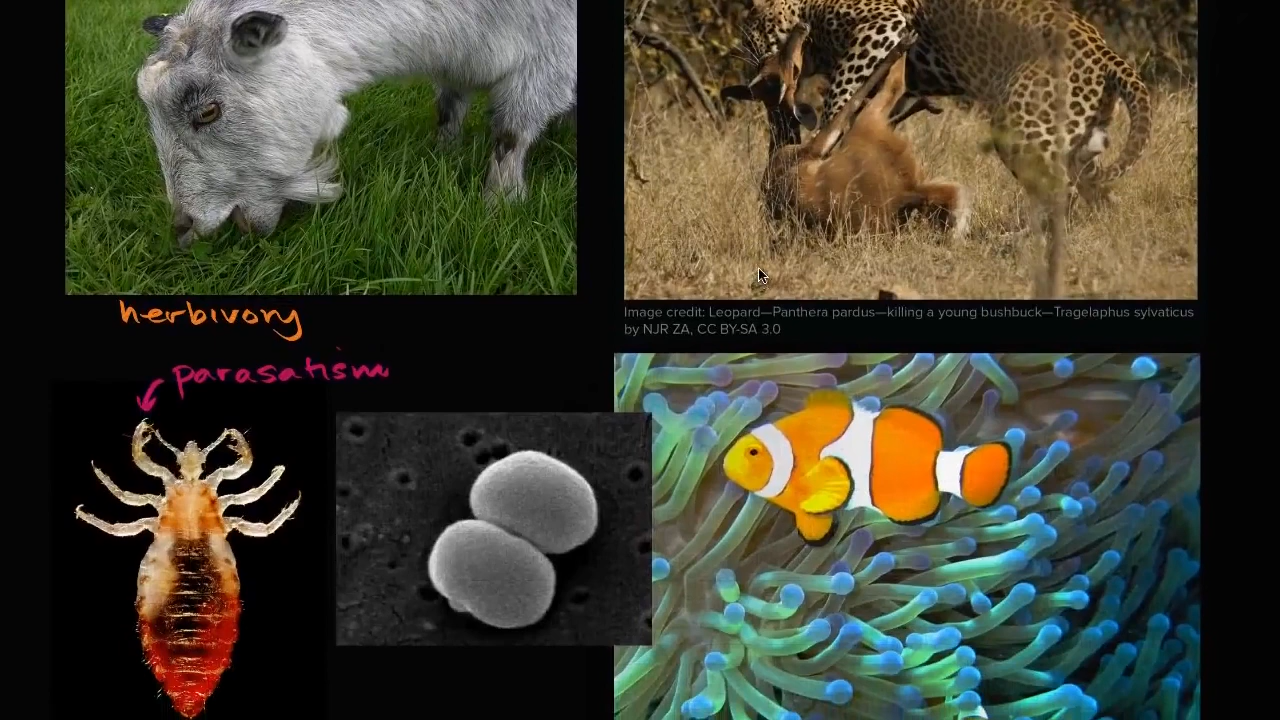 herbivory
Image credit: Leopard—Panthera pardus—killing a young bushbuck—Tragelaphus sylvaticus
by NJR ZA, CC BY-SA 3.0
parasatism